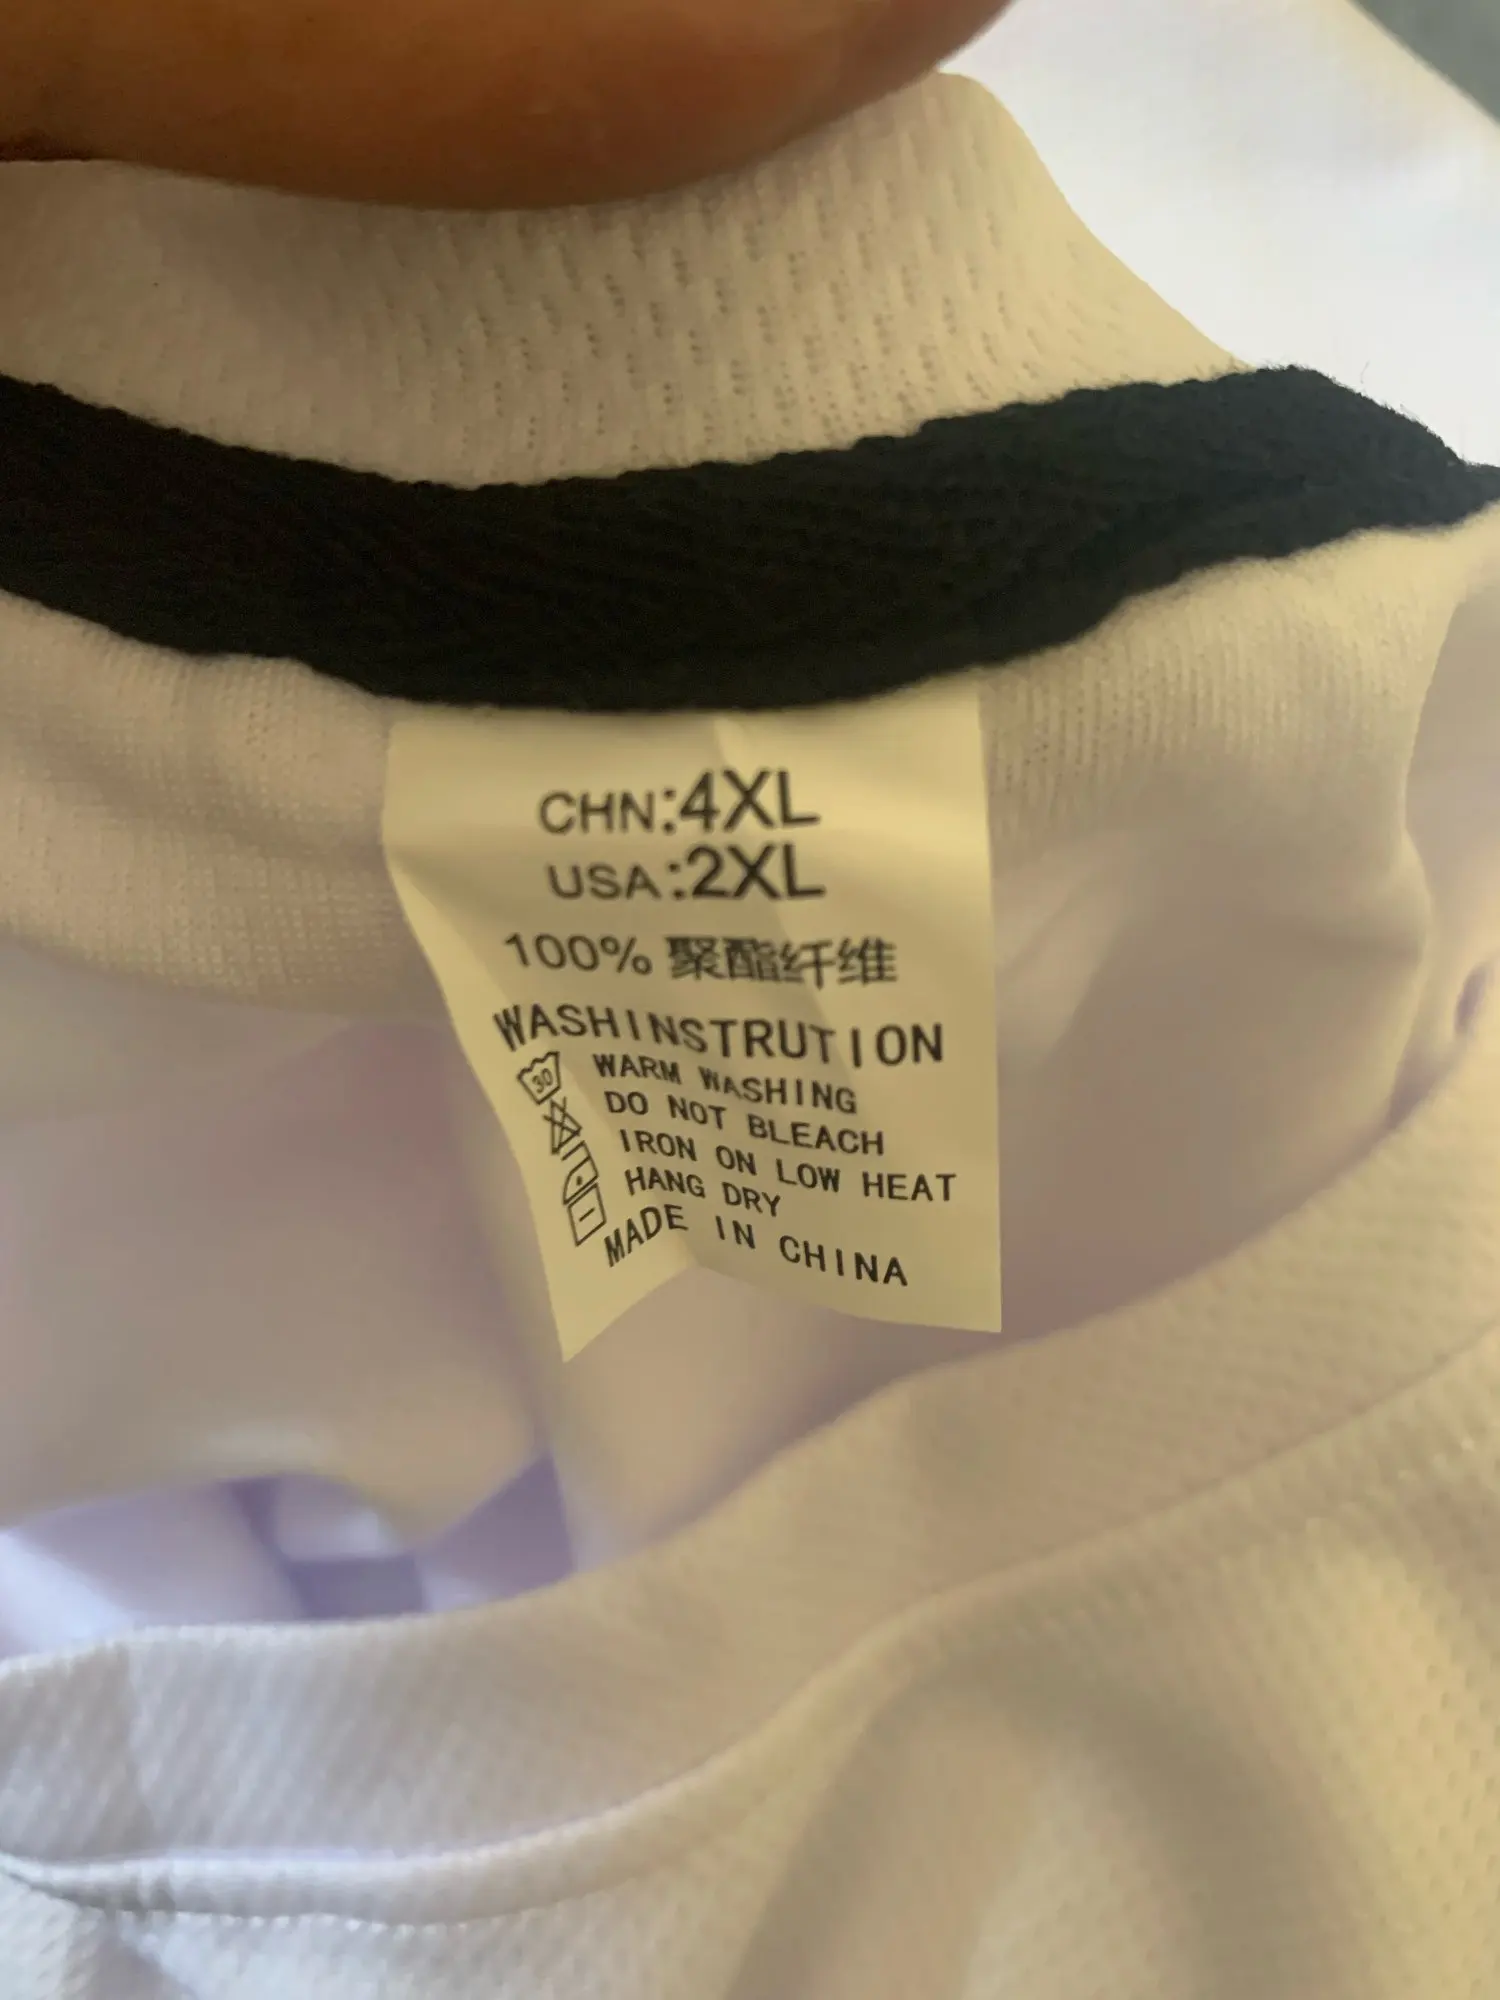 CHN:4XL
USA:2XL
100% 聚酯纤维
WASHINSTRUTION
30 WARM WASHING
DO NOT BLEACH
IRON ON LOW HEAT
HANG DRY
MADE IN CHINA